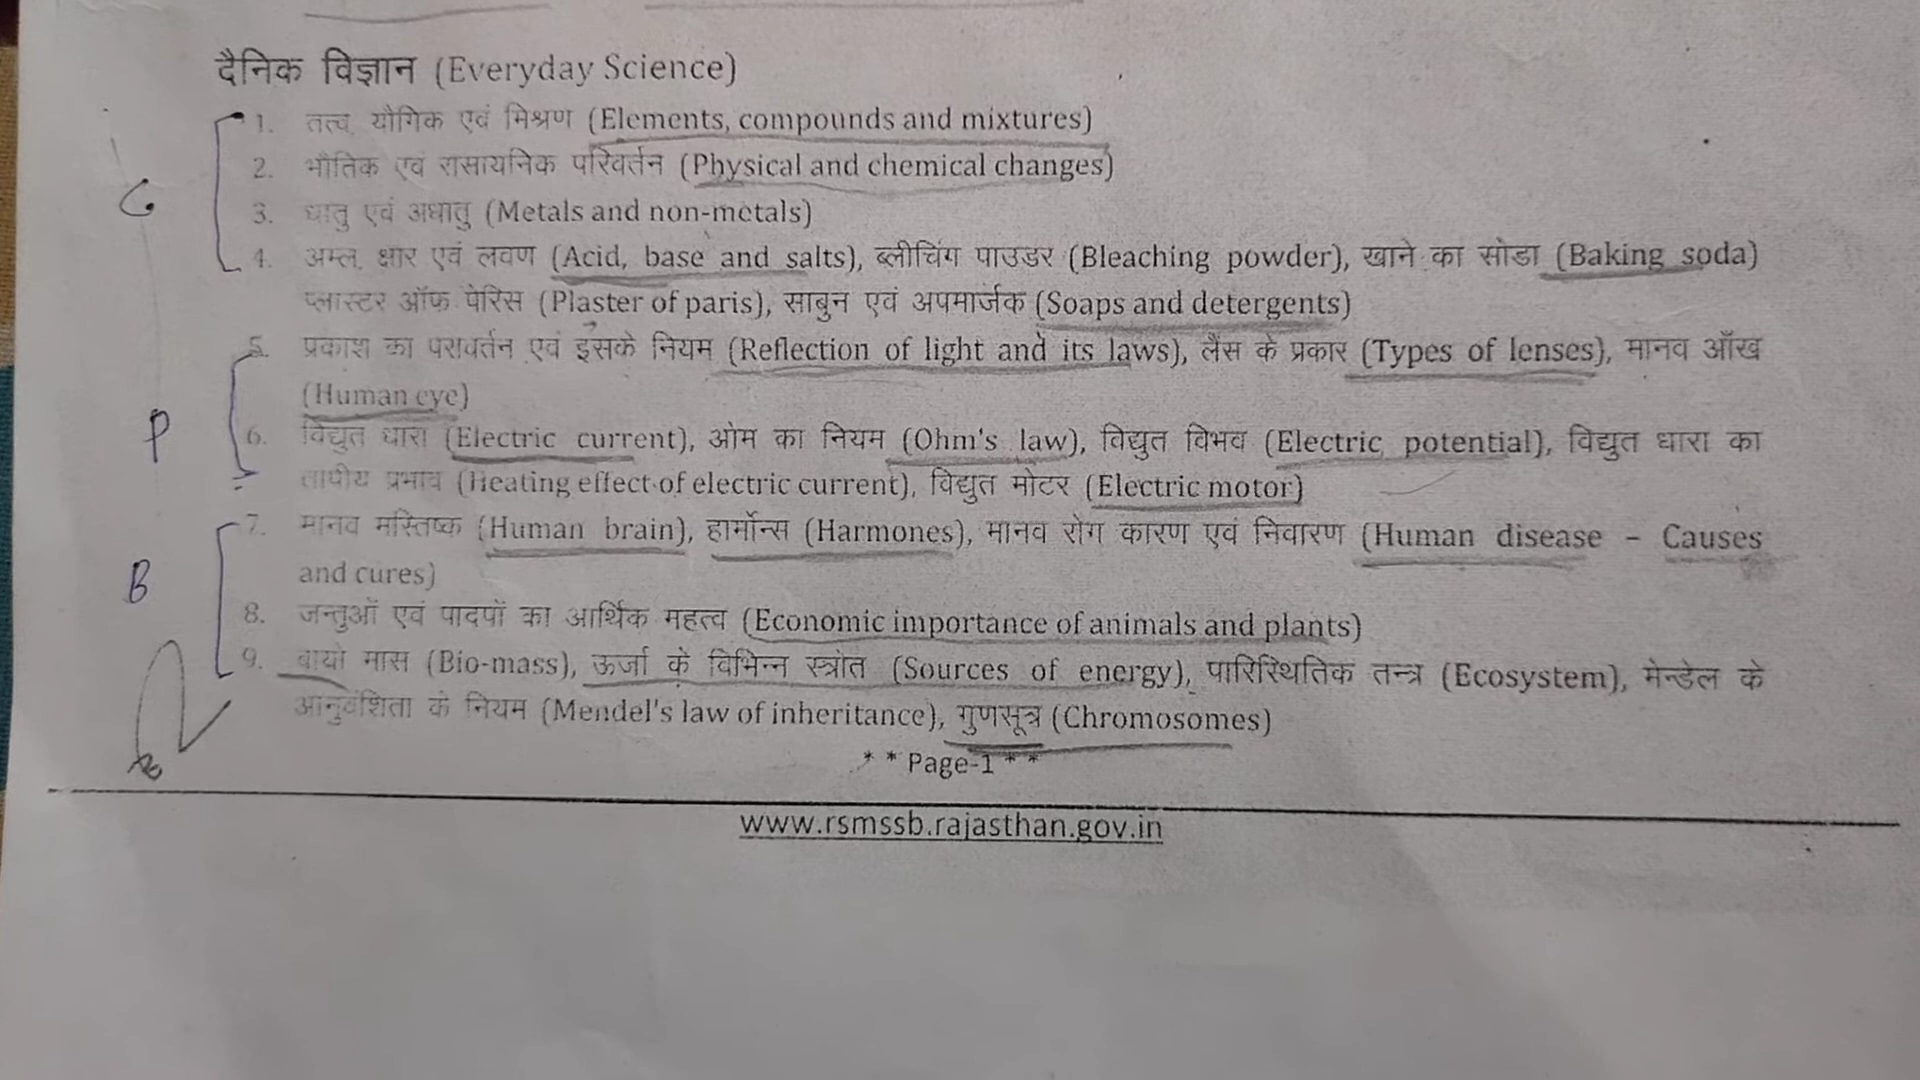 दैनिक विज्ञान (Everyday Science)
1. तत्व, यौगिक एवं मिश्रण (Elements, compounds and mixtures)
2. भौतिक एवं रासायनिक परिवर्तन (Physical and chemical changes)
G
3. धातु एवं अधातु (Metals and non-metals)
4. अम्ल, क्षार एवं लवण (Acid, base and salts), ब्लीचिंग पाउडर (Bleaching powder), खाने का सोडा (Baking soda)
प्लास्टर ऑफ पेरिस (Plaster of paris), साबुन एवं अपमार्जक (Soaps and detergents)
5. प्रकाश का परावर्तन एवं इसके नियम (Reflection of light and its laws), लैंस के प्रकार (Types of lenses), मानव आँख
(Human eye)
P
6. विद्युत धारा (Electric current), ओम का नियम (Ohm's law), विद्युत विभव (Electric potential), विद्युत धारा का
तापीय प्रभाव (Heating effect of electric current), विद्युत मोटर (Electric motor)
7. मानव मस्तिष्क (Human brain), हार्मोन्स (Harmones), मानव रोग कारण एवं निवारण (Human disease - Causes
and cures)
B
8. जन्तुओं एवं पादपों का आर्थिक महत्व (Economic importance of animals and plants)
9. बायो मास (Bio-mass), ऊर्जा के विभिन्न स्त्रोत (Sources of energy), पारिस्थितिक तन्त्र (Ecosystem), मेन्डेल के
आनुवंशिता के नियम (Mendel's law of inheritance), गुणसूत्र (Chromosomes)
* * Page-1 * *
www.rsmssb.rajasthan.gov.in